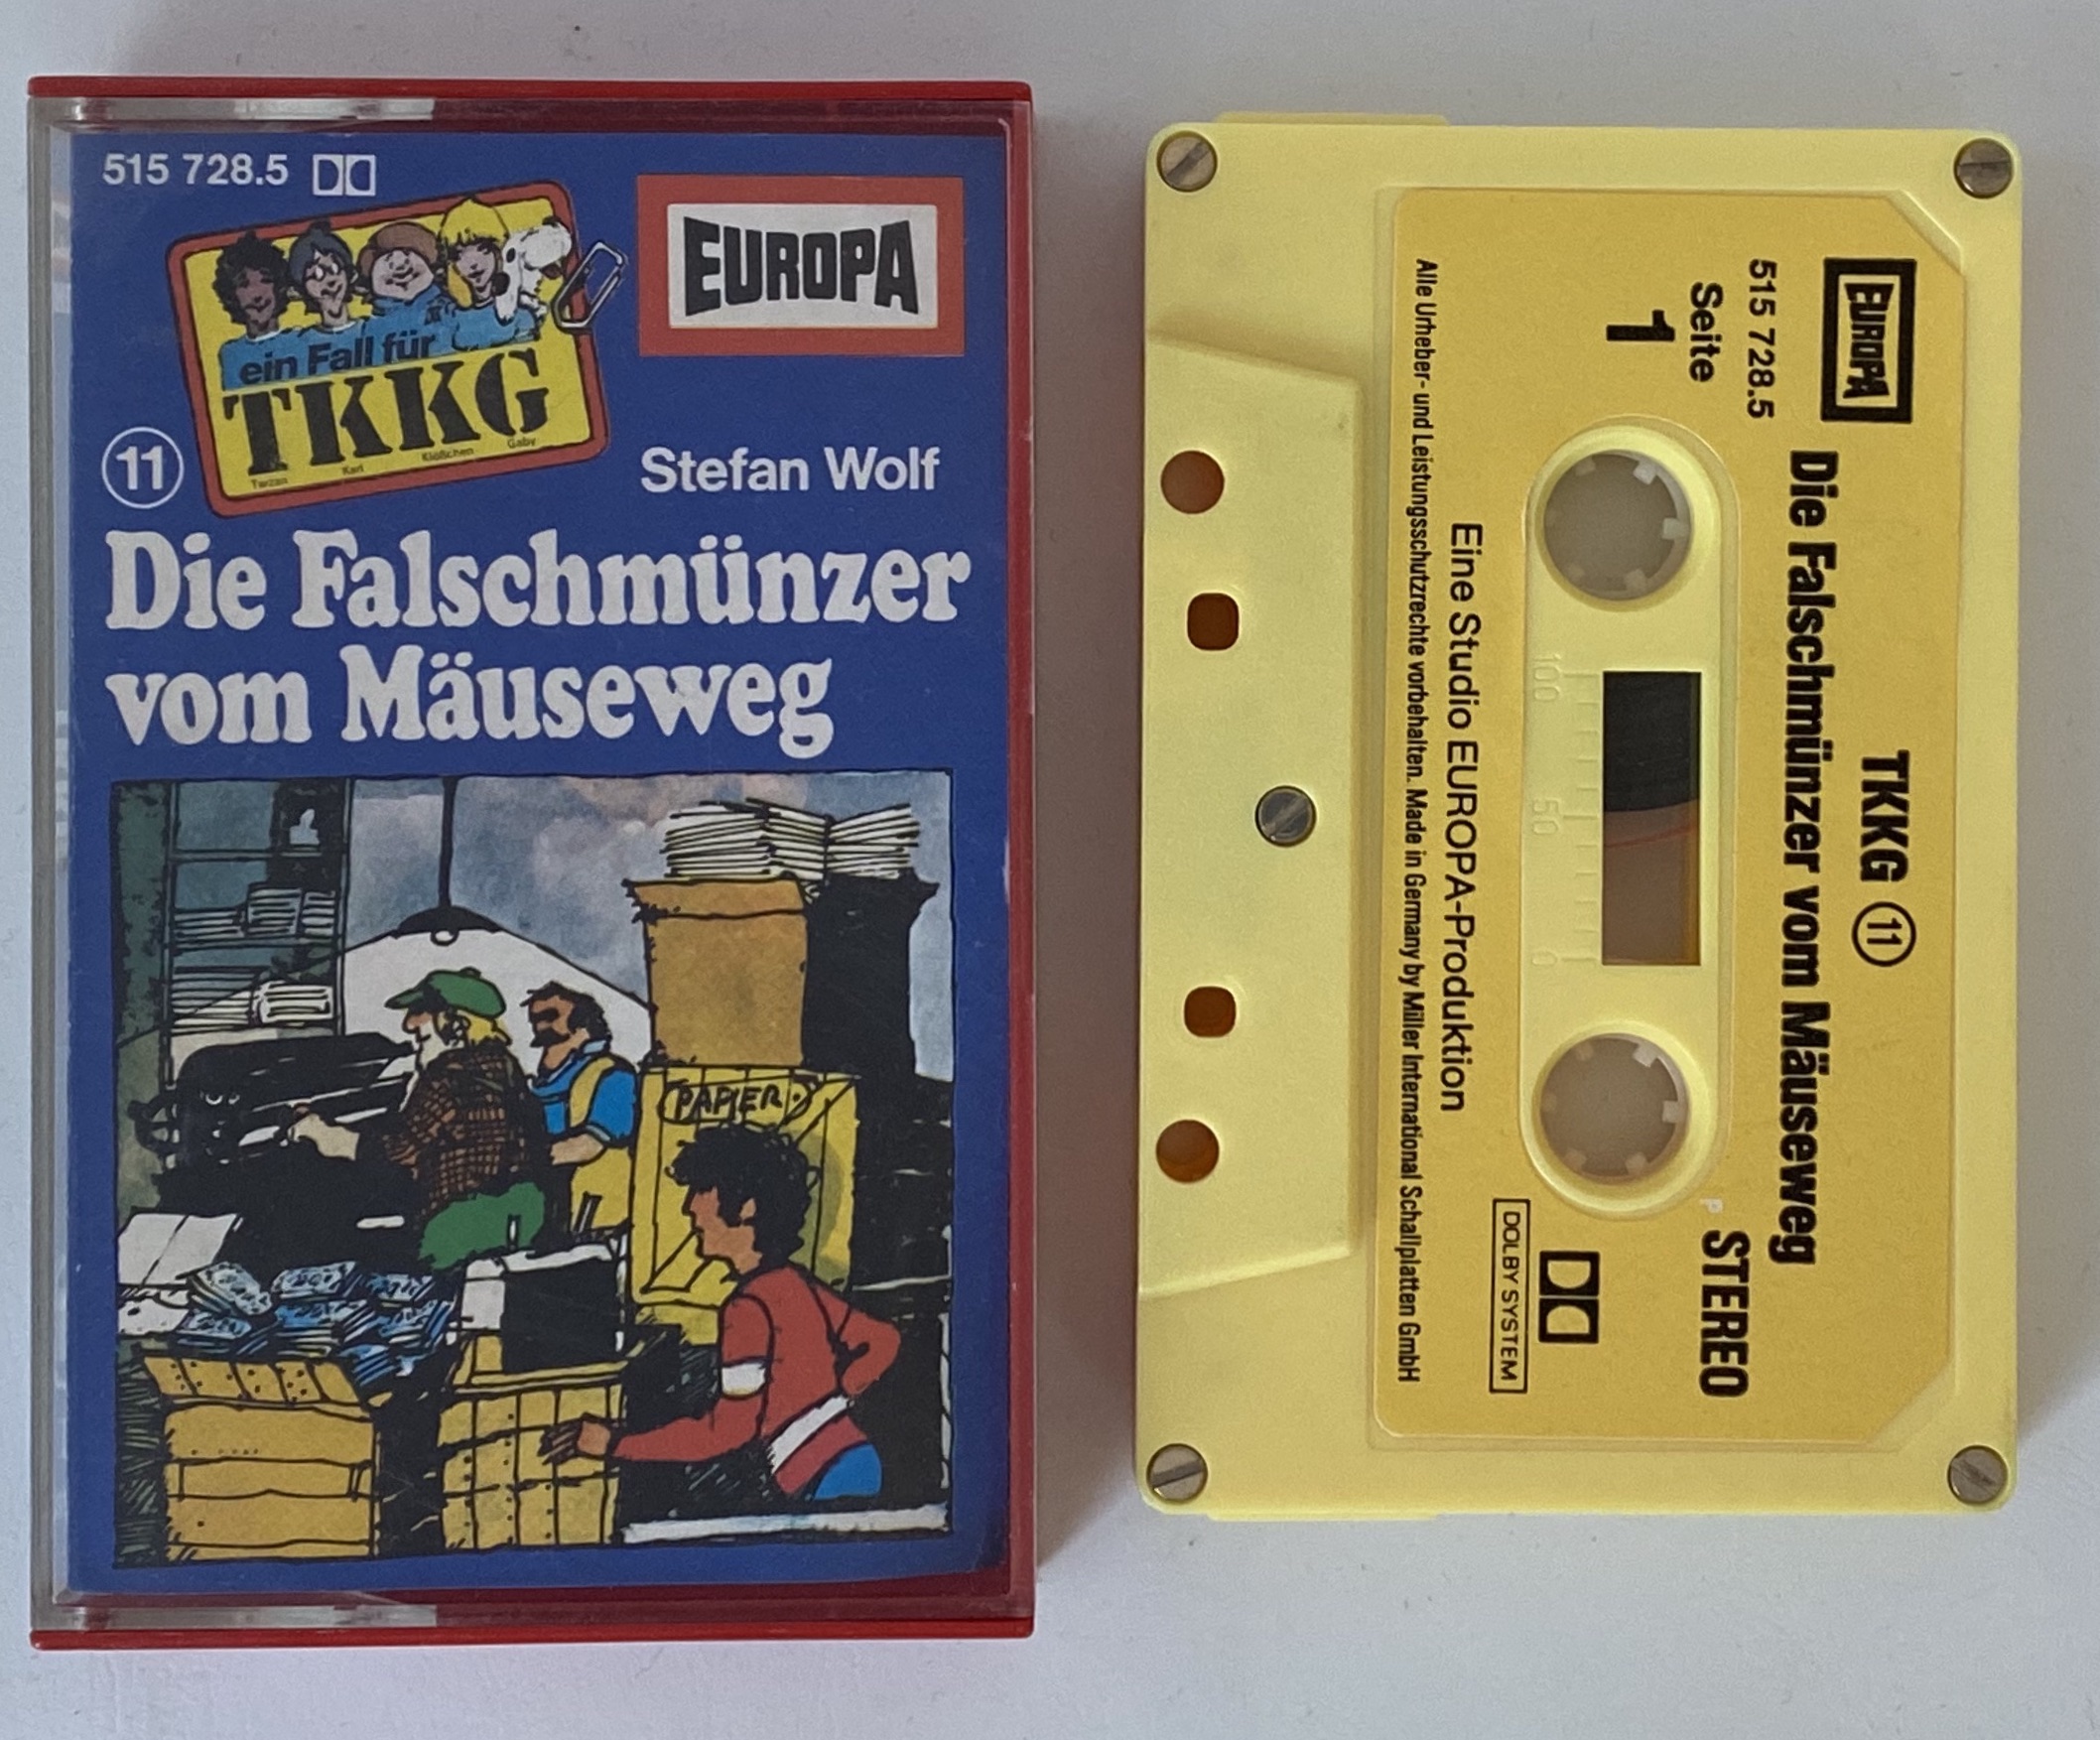 515 728.5
EUROPA
ein Fall für
TKKG
Tarzan Karl Klößchen Gaby
11
Stefan Wolf
Die Falschmünzer
vom Mäuseweg
PAPIER
EUROPA
TKKG 11
Die Falschmünzer vom Mäuseweg
515 728.5
Seite
1
STEREO
100 50 0
DOLBY SYSTEM
Eine Studio EUROPA-Produktion
Alle Urheber- und Leistungsschutzrechte vorbehalten. Made in Germany by Miller International Schallplatten GmbH